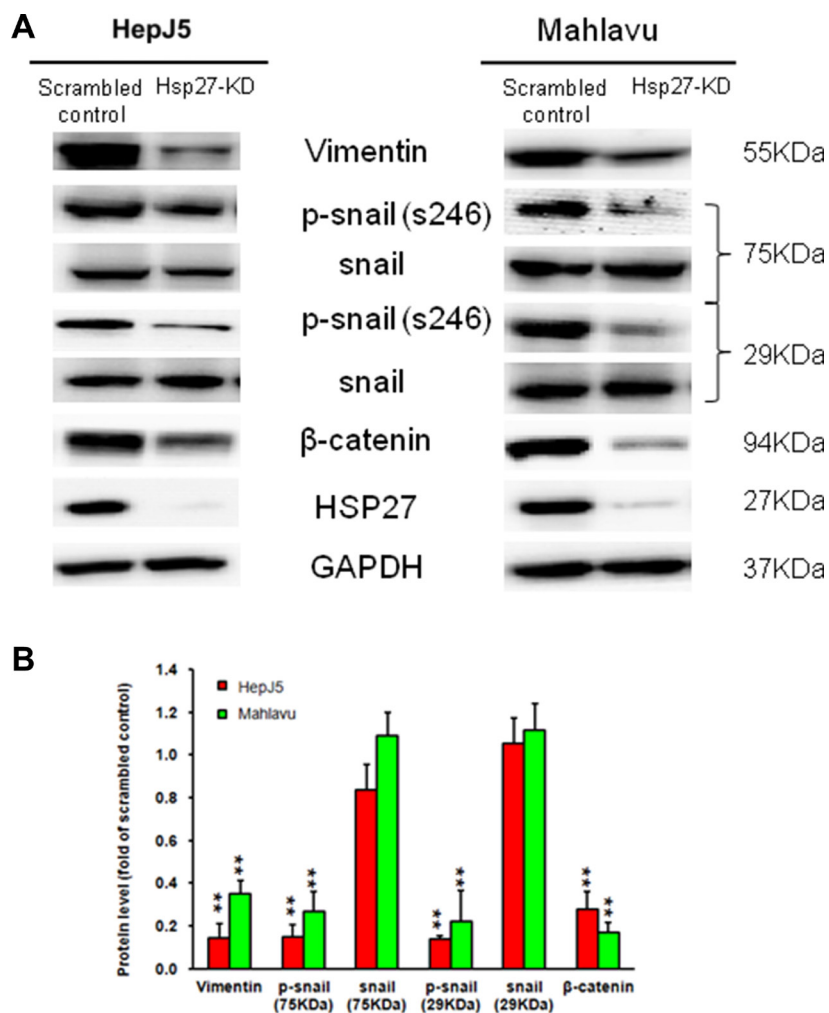 A
HepJ5
Mahlavu
Scrambled control
Hsp27-KD
Scrambled control
Hsp27-KD
Vimentin
55KDa
p-snail (s246)
snail
75KDa
p-snail (s246)
snail
29KDa
β-catenin
94KDa
HSP27
27KDa
GAPDH
37KDa
B
Protein level (fold of scrambled control)
1.4
1.2
1.0
0.8
0.6
0.4
0.2
0.0
HepJ5
Mahlavu
**
**
**
**
**
**
**
**
Vimentin
p-snail
(75KDa)
snail
(75KDa)
p-snail
(29KDa)
snail
(29KDa)
β-catenin